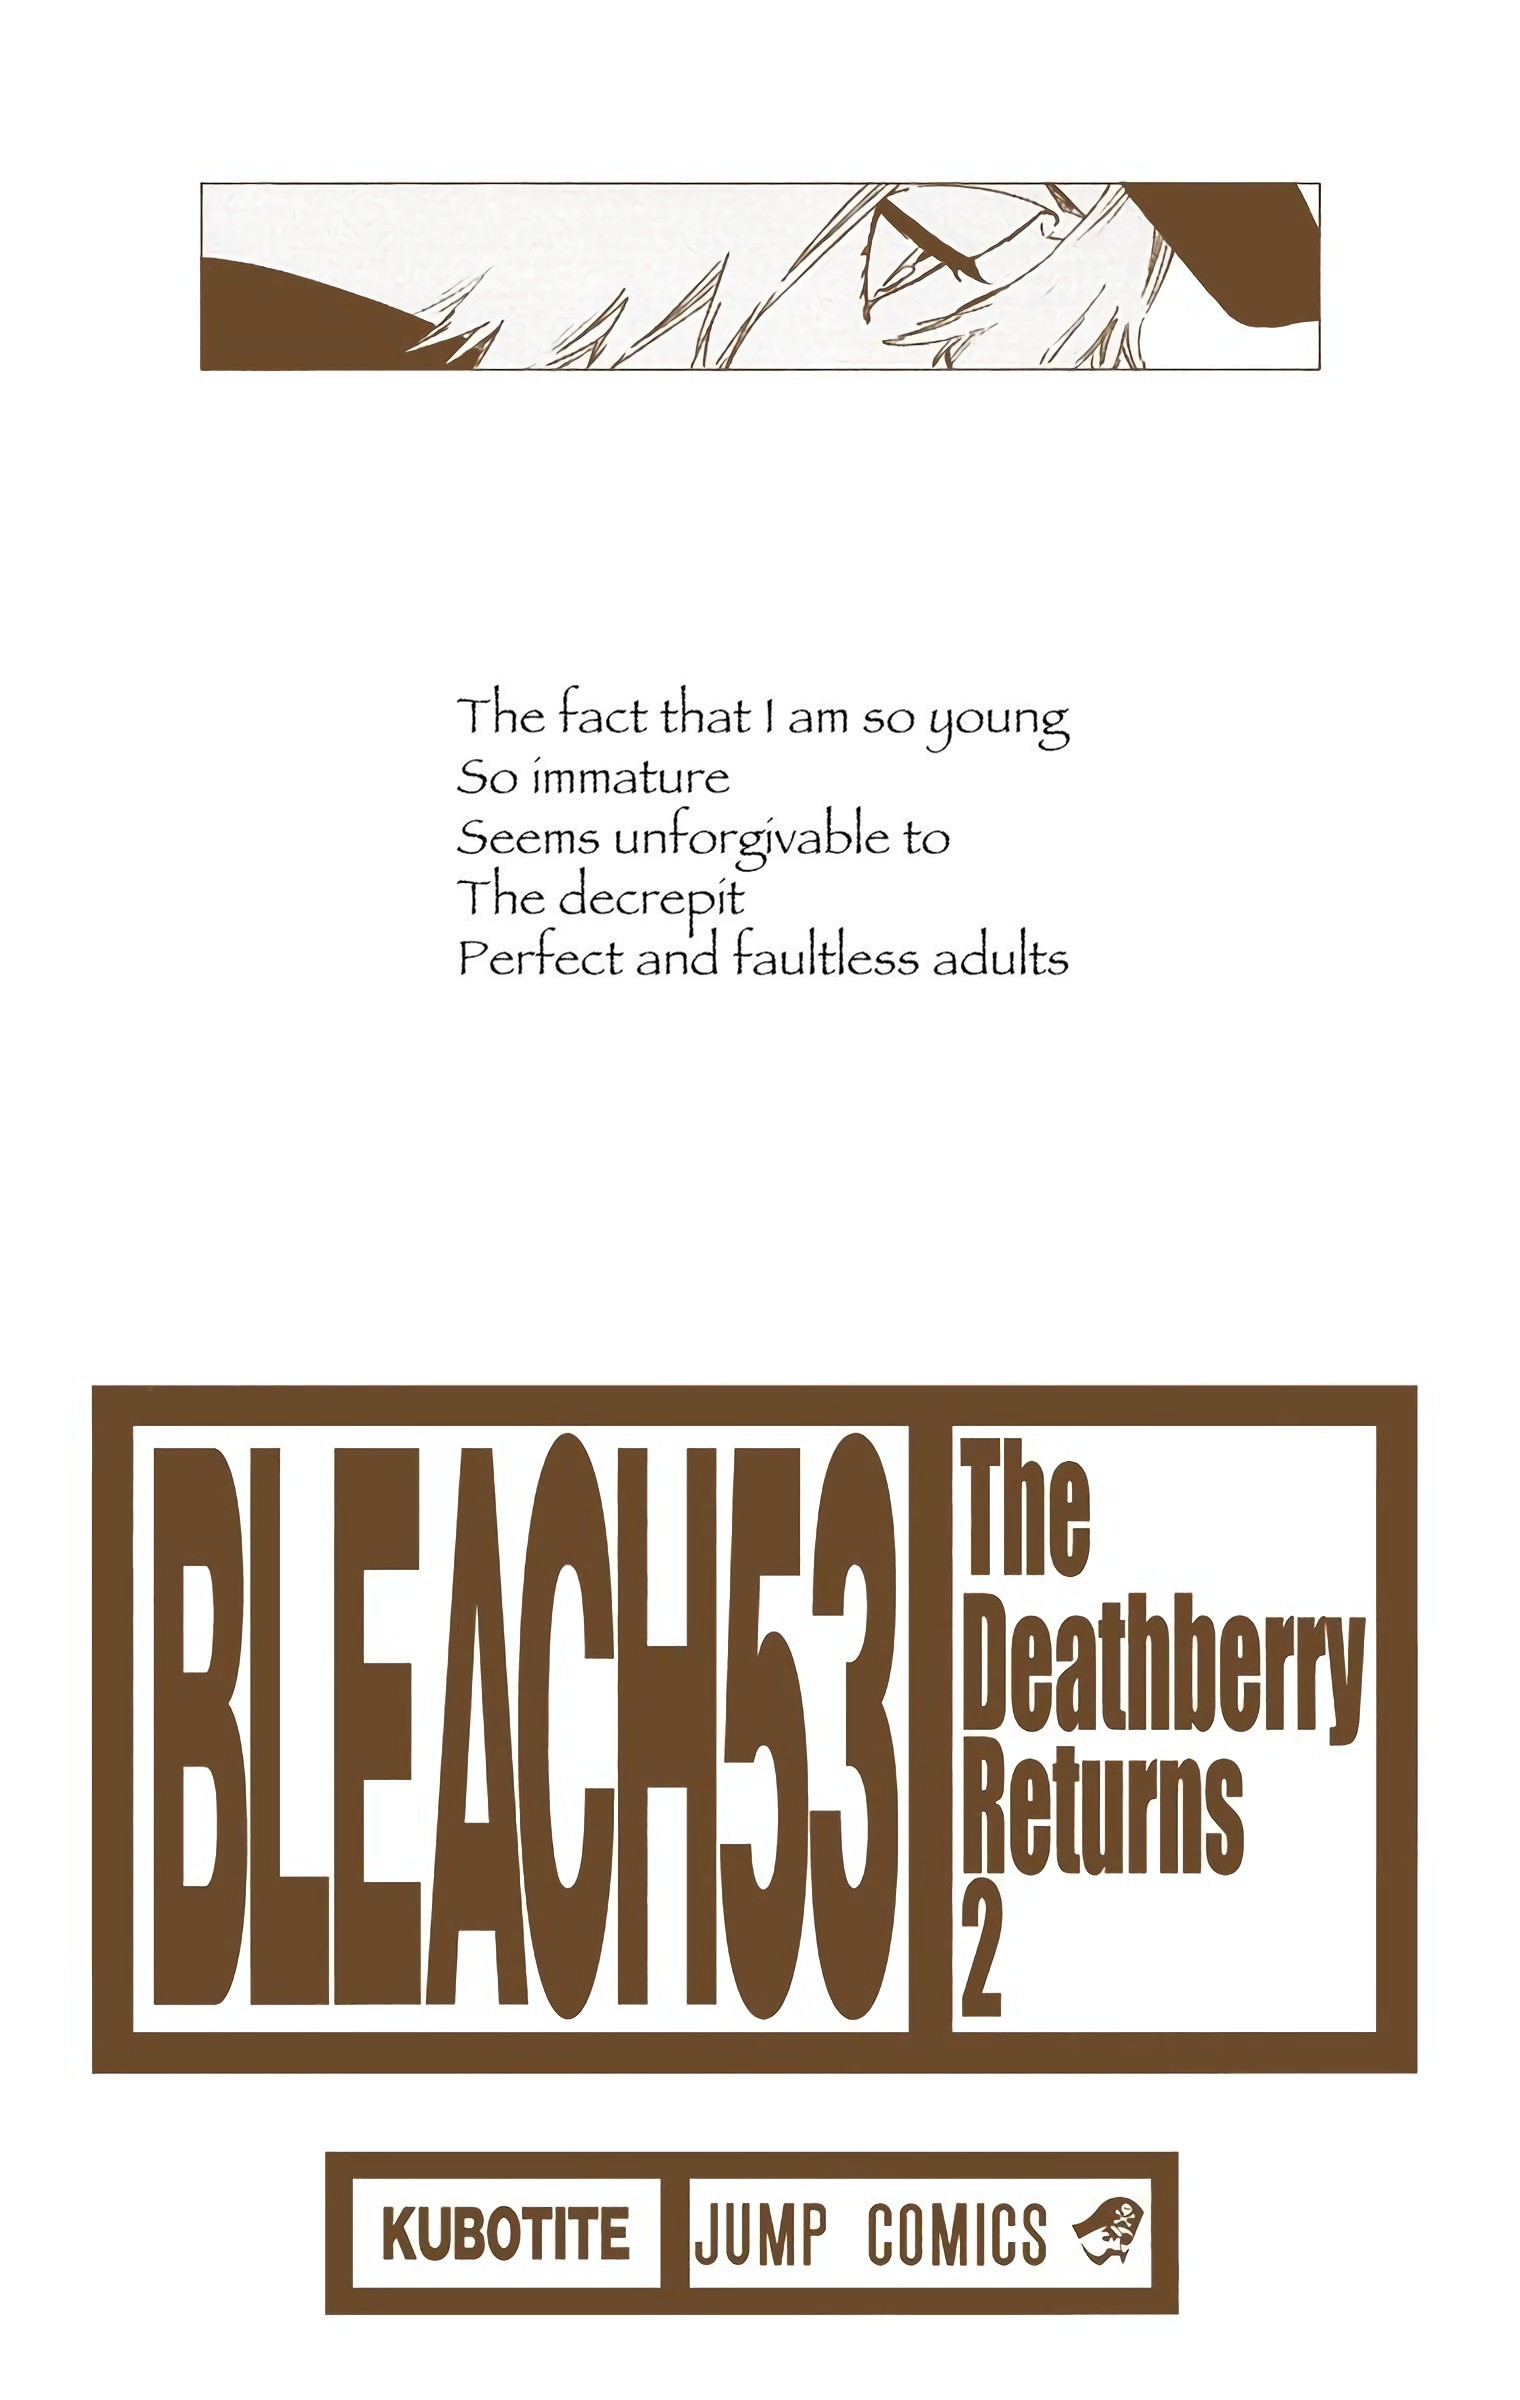 The fact that I am so young
So immature
Seems unforgivable to
The decrepit
Perfect and faultless adults
BLEACH53
The
Deathberry
Returns
2
KUBOTITE
JUMP COMICS